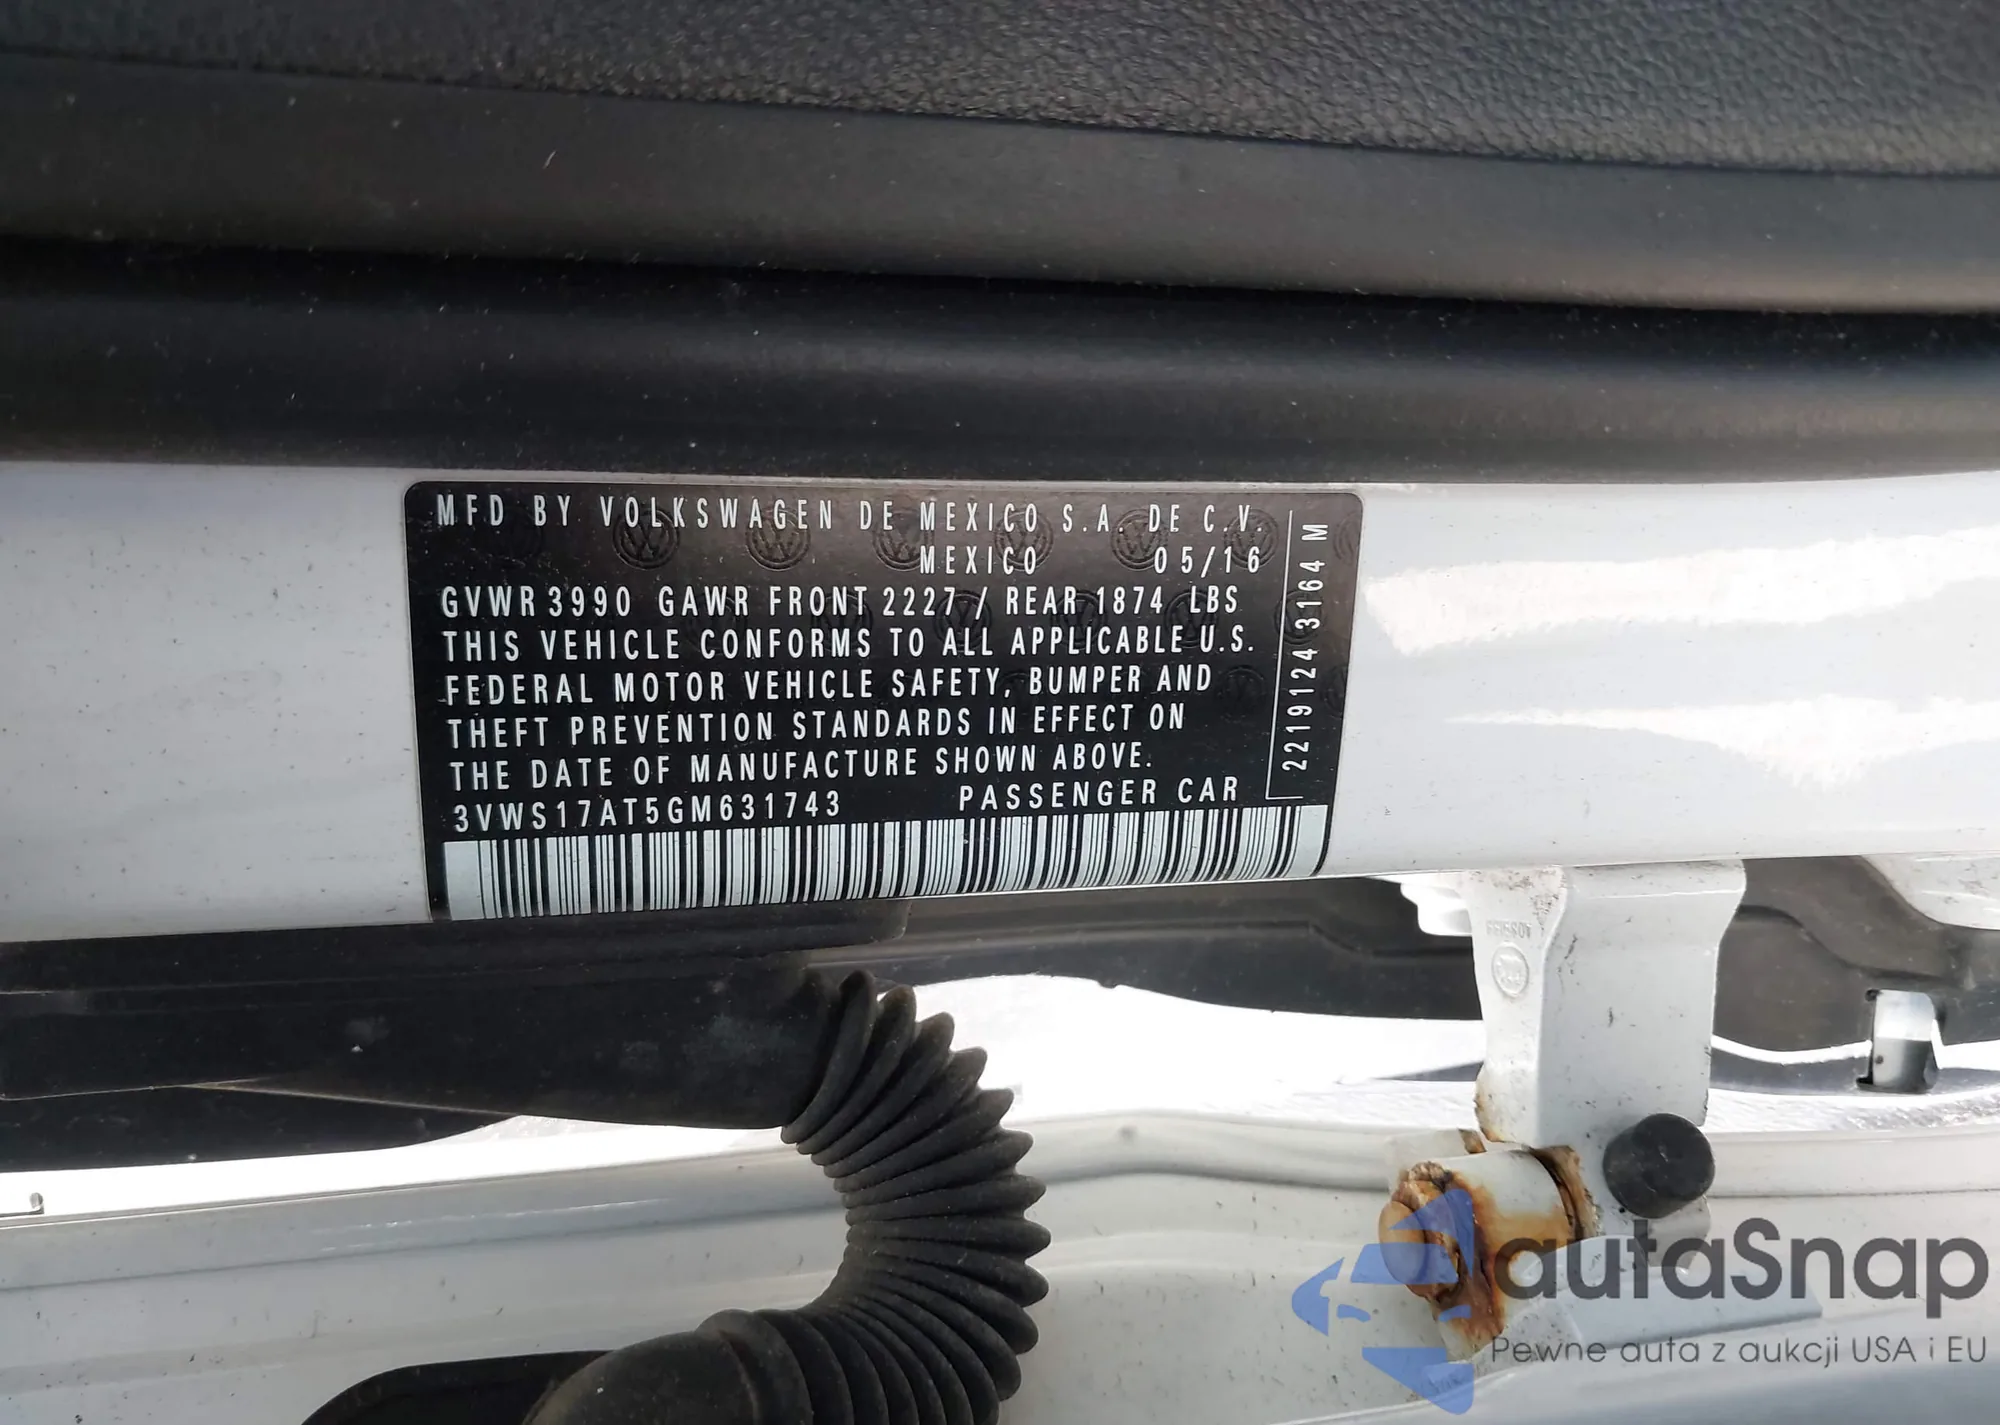 MFD BY VOLKSWAGEN DE MEXICO S.A. DE C.V.
MEXICO 05/16
GVWR 3990 GAWR FRONT 2227 / REAR 1874 LBS
THIS VEHICLE CONFORMS TO ALL APPLICABLE U.S.
FEDERAL MOTOR VEHICLE SAFETY, BUMPER AND
THEFT PREVENTION STANDARDS IN EFFECT ON
THE DATE OF MANUFACTURE SHOWN ABOVE.
3VWS17AT5GM631743 PASSENGER CAR
2219124 3164 M
autaSnap
Pewne auta z aukcji USA i EU